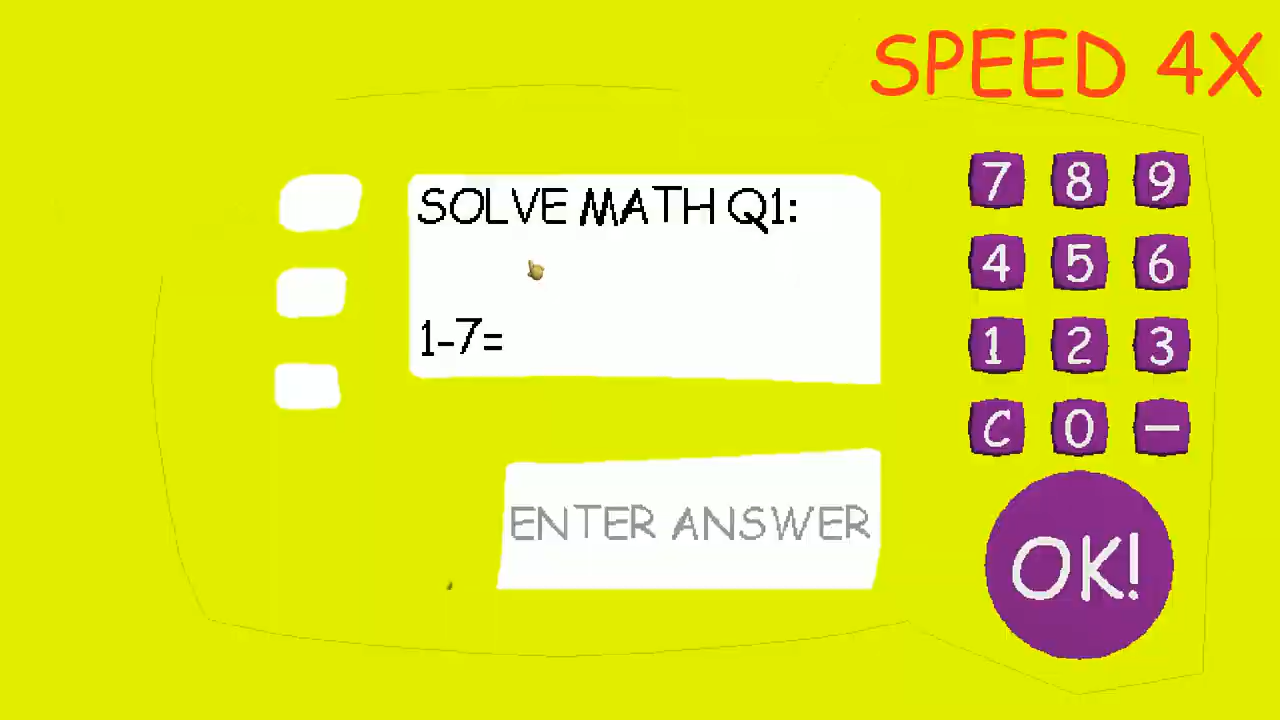 SPEED 4X
SOLVE MATH Q1:
1-7=
ENTER ANSWER
7 8 9
4 5 6
1 2 3
C 0 —
OK!